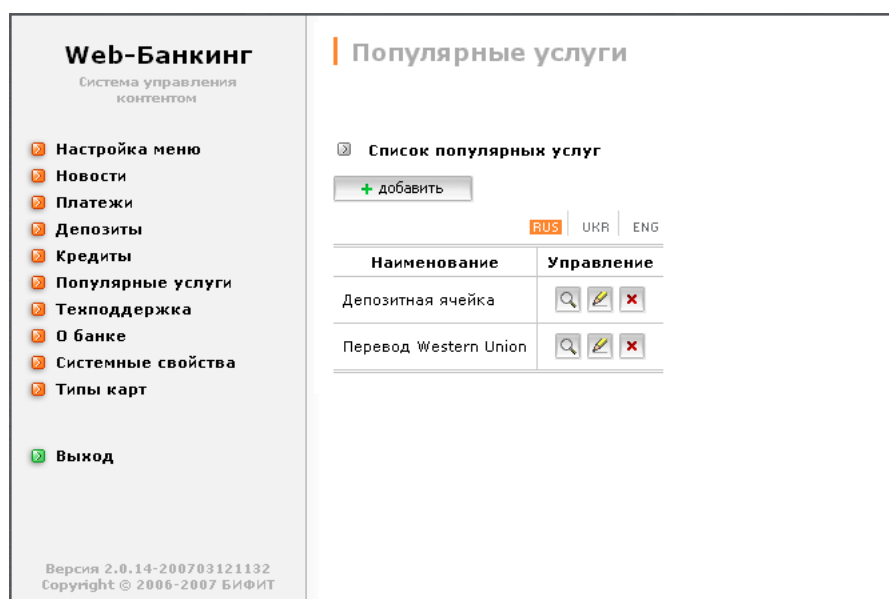 Web-Банкинг
Система управления
контентом
Настройка меню
Новости
Платежи
Депозиты
Кредиты
Популярные услуги
Техподдержка
О банке
Системные свойства
Типы карт
Выход
Версия 2.0.14-200703121132
Copyright © 2006-2007 БИФИТ
Популярные услуги
Список популярных услуг
+ добавить
RUS UKR ENG
Наименование Управление
Депозитная ячейка
Перевод Western Union